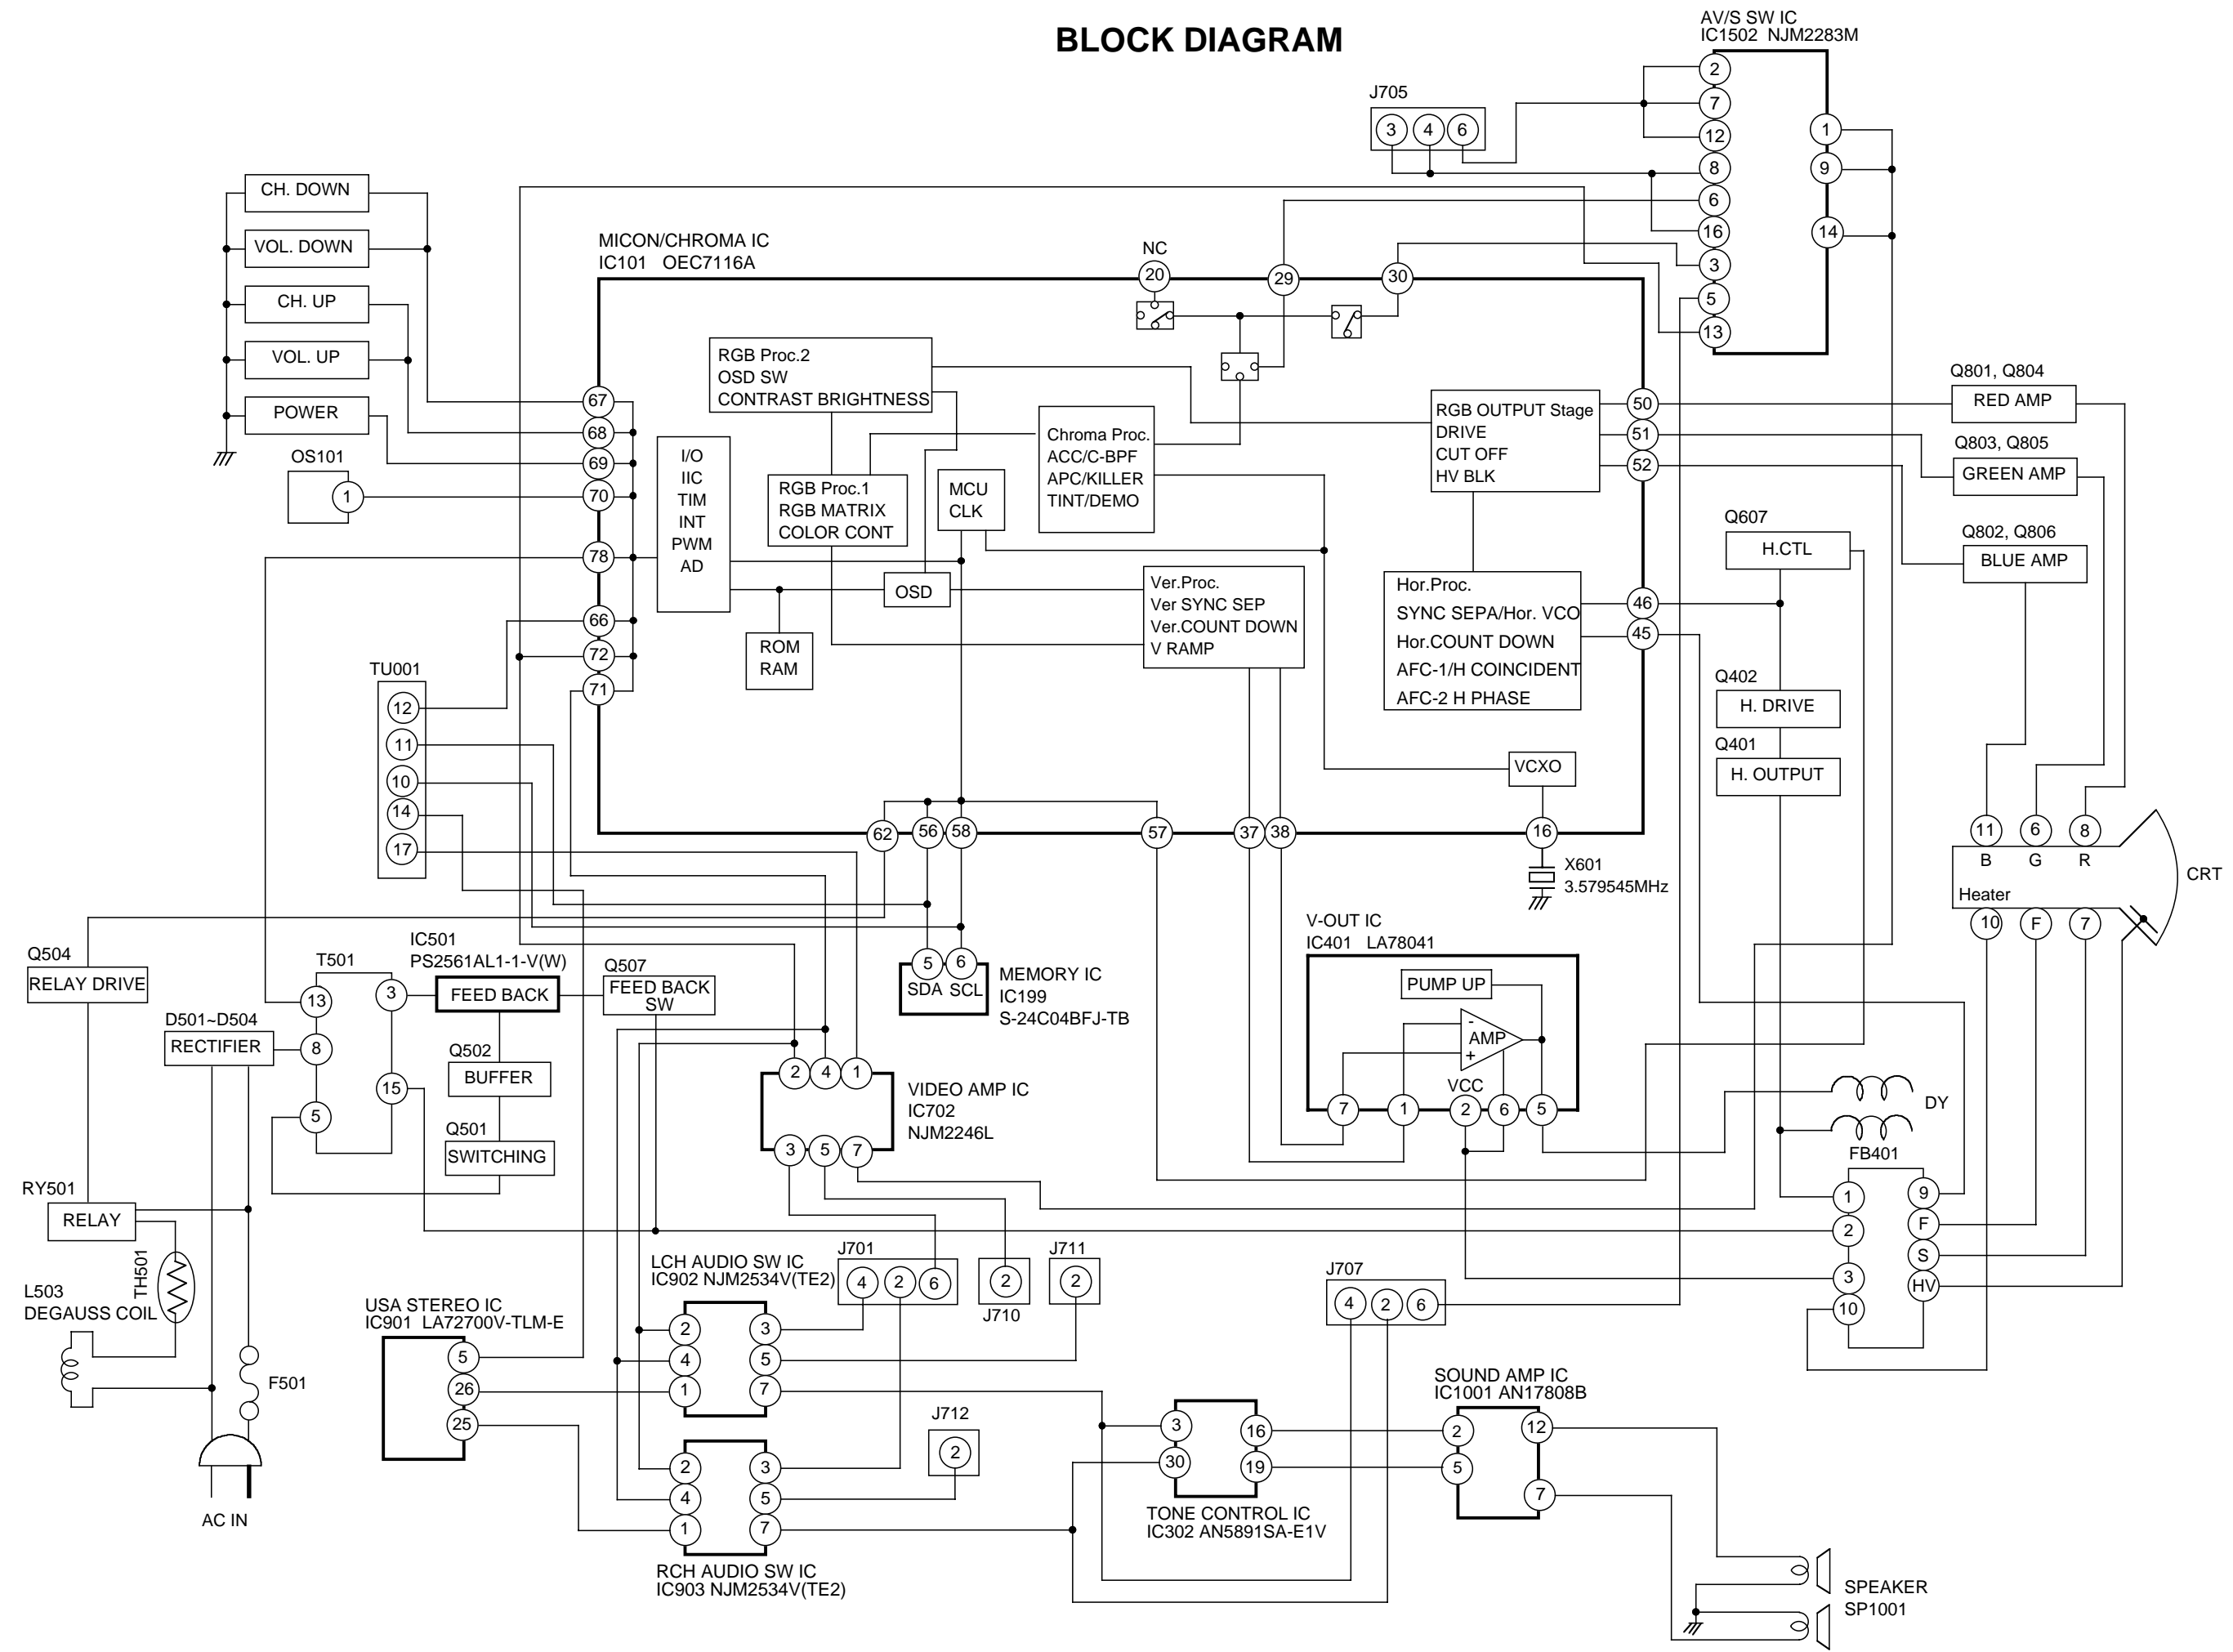 BLOCK DIAGRAM
AV/S SW IC
IC1502 NJM2283M
2
7
12
8
6
16
3
5
13
1
9
14
J705
3 4 6
CH. DOWN
VOL. DOWN
CH. UP
VOL. UP
POWER
OS101
1
MICON/CHROMA IC
IC101 OEC7116A
NC
20
29
30
67
68
69
70
78
66
72
71
I/O
IIC
TIM
INT
PWM
AD
RGB Proc.2
OSD SW
CONTRAST BRIGHTNESS
RGB Proc.1
RGB MATRIX
COLOR CONT
MCU
CLK
Chroma Proc.
ACC/C-BPF
APC/KILLER
TINT/DEMO
OSD
ROM
RAM
Ver.Proc.
Ver SYNC SEP
Ver.COUNT DOWN
V RAMP
RGB OUTPUT Stage
DRIVE
CUT OFF
HV BLK
Hor.Proc.
SYNC SEPA/Hor. VCO
Hor.COUNT DOWN
AFC-1/H COINCIDENT
AFC-2 H PHASE
VCXO
50
51
52
46
45
62 56 58 57 37 38 16
X601
3.579545MHz
Q801, Q804
RED AMP
Q803, Q805
GREEN AMP
Q802, Q806
BLUE AMP
Q607
H.CTL
Q402
H. DRIVE
Q401
H. OUTPUT
11 6 8
B G R
Heater
10 F 7
CRT
TU001
12
11
10
14
17
Q504
RELAY DRIVE
D501~D504
RECTIFIER
T501
13
8
5
3
15
IC501
PS2561AL1-1-V(W)
FEED BACK
Q507
FEED BACK
SW
Q502
BUFFER
Q501
SWITCHING
5 6
SDA SCL
MEMORY IC
IC199
S-24C04BFJ-TB
2 4 1
3 5 7
VIDEO AMP IC
IC702
NJM2246L
V-OUT IC
IC401 LA78041
PUMP UP
-
AMP
+
VCC
7 1 2 6 5
DY
FB401
1
2
3
10
9
F
S
HV
RY501
RELAY
TH501
L503
DEGAUSS COIL
F501
AC IN
USA STEREO IC
IC901 LA72700V-TLM-E
5
26
25
LCH AUDIO SW IC
IC902 NJM2534V(TE2)
2
4
1
3
5
7
J701
4 2 6
2
J710
J711
2
J712
2
2
4
1
3
5
7
RCH AUDIO SW IC
IC903 NJM2534V(TE2)
J707
4 2 6
3
30
16
19
TONE CONTROL IC
IC302 AN5891SA-E1V
SOUND AMP IC
IC1001 AN17808B
2
5
12
7
SPEAKER
SP1001